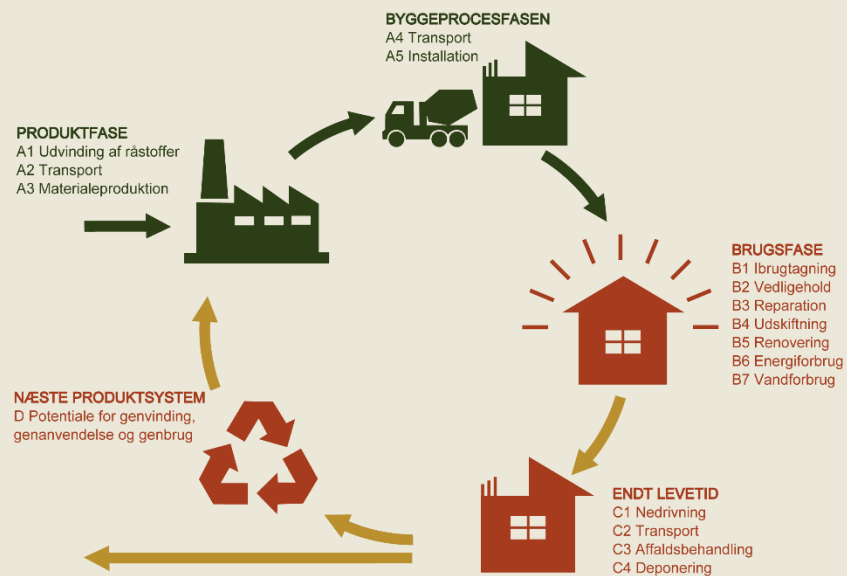 BYGGEPROCESFASEN
A4 Transport
A5 Installation
PRODUKTFASE
A1 Udvinding af råstoffer
A2 Transport
A3 Materialeproduktion
BRUGSFASE
B1 Ibrugtagning
B2 Vedligehold
B3 Reparation
B4 Udskiftning
B5 Renovering
B6 Energiforbrug
B7 Vandforbrug
NÆSTE PRODUKTSYSTEM
D Potentiale for genvinding,
genanvendelse og genbrug
ENDT LEVETID
C1 Nedrivning
C2 Transport
C3 Affaldsbehandling
C4 Deponering